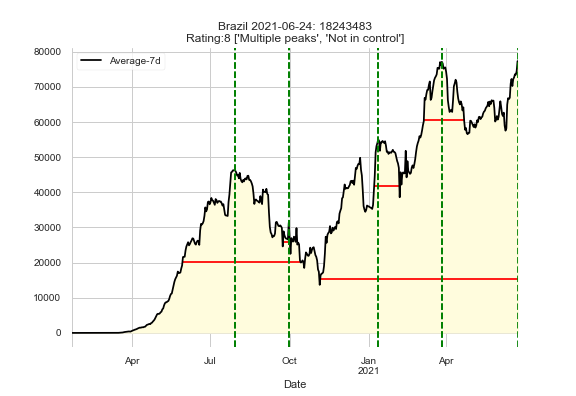 Brazil 2021-06-24: 18243483
Rating:8 ['Multiple peaks', 'Not in control']
Average-7d
80000
70000
60000
50000
40000
30000
20000
10000
0
Apr
Jul
Oct
Jan
2021
Apr
Date